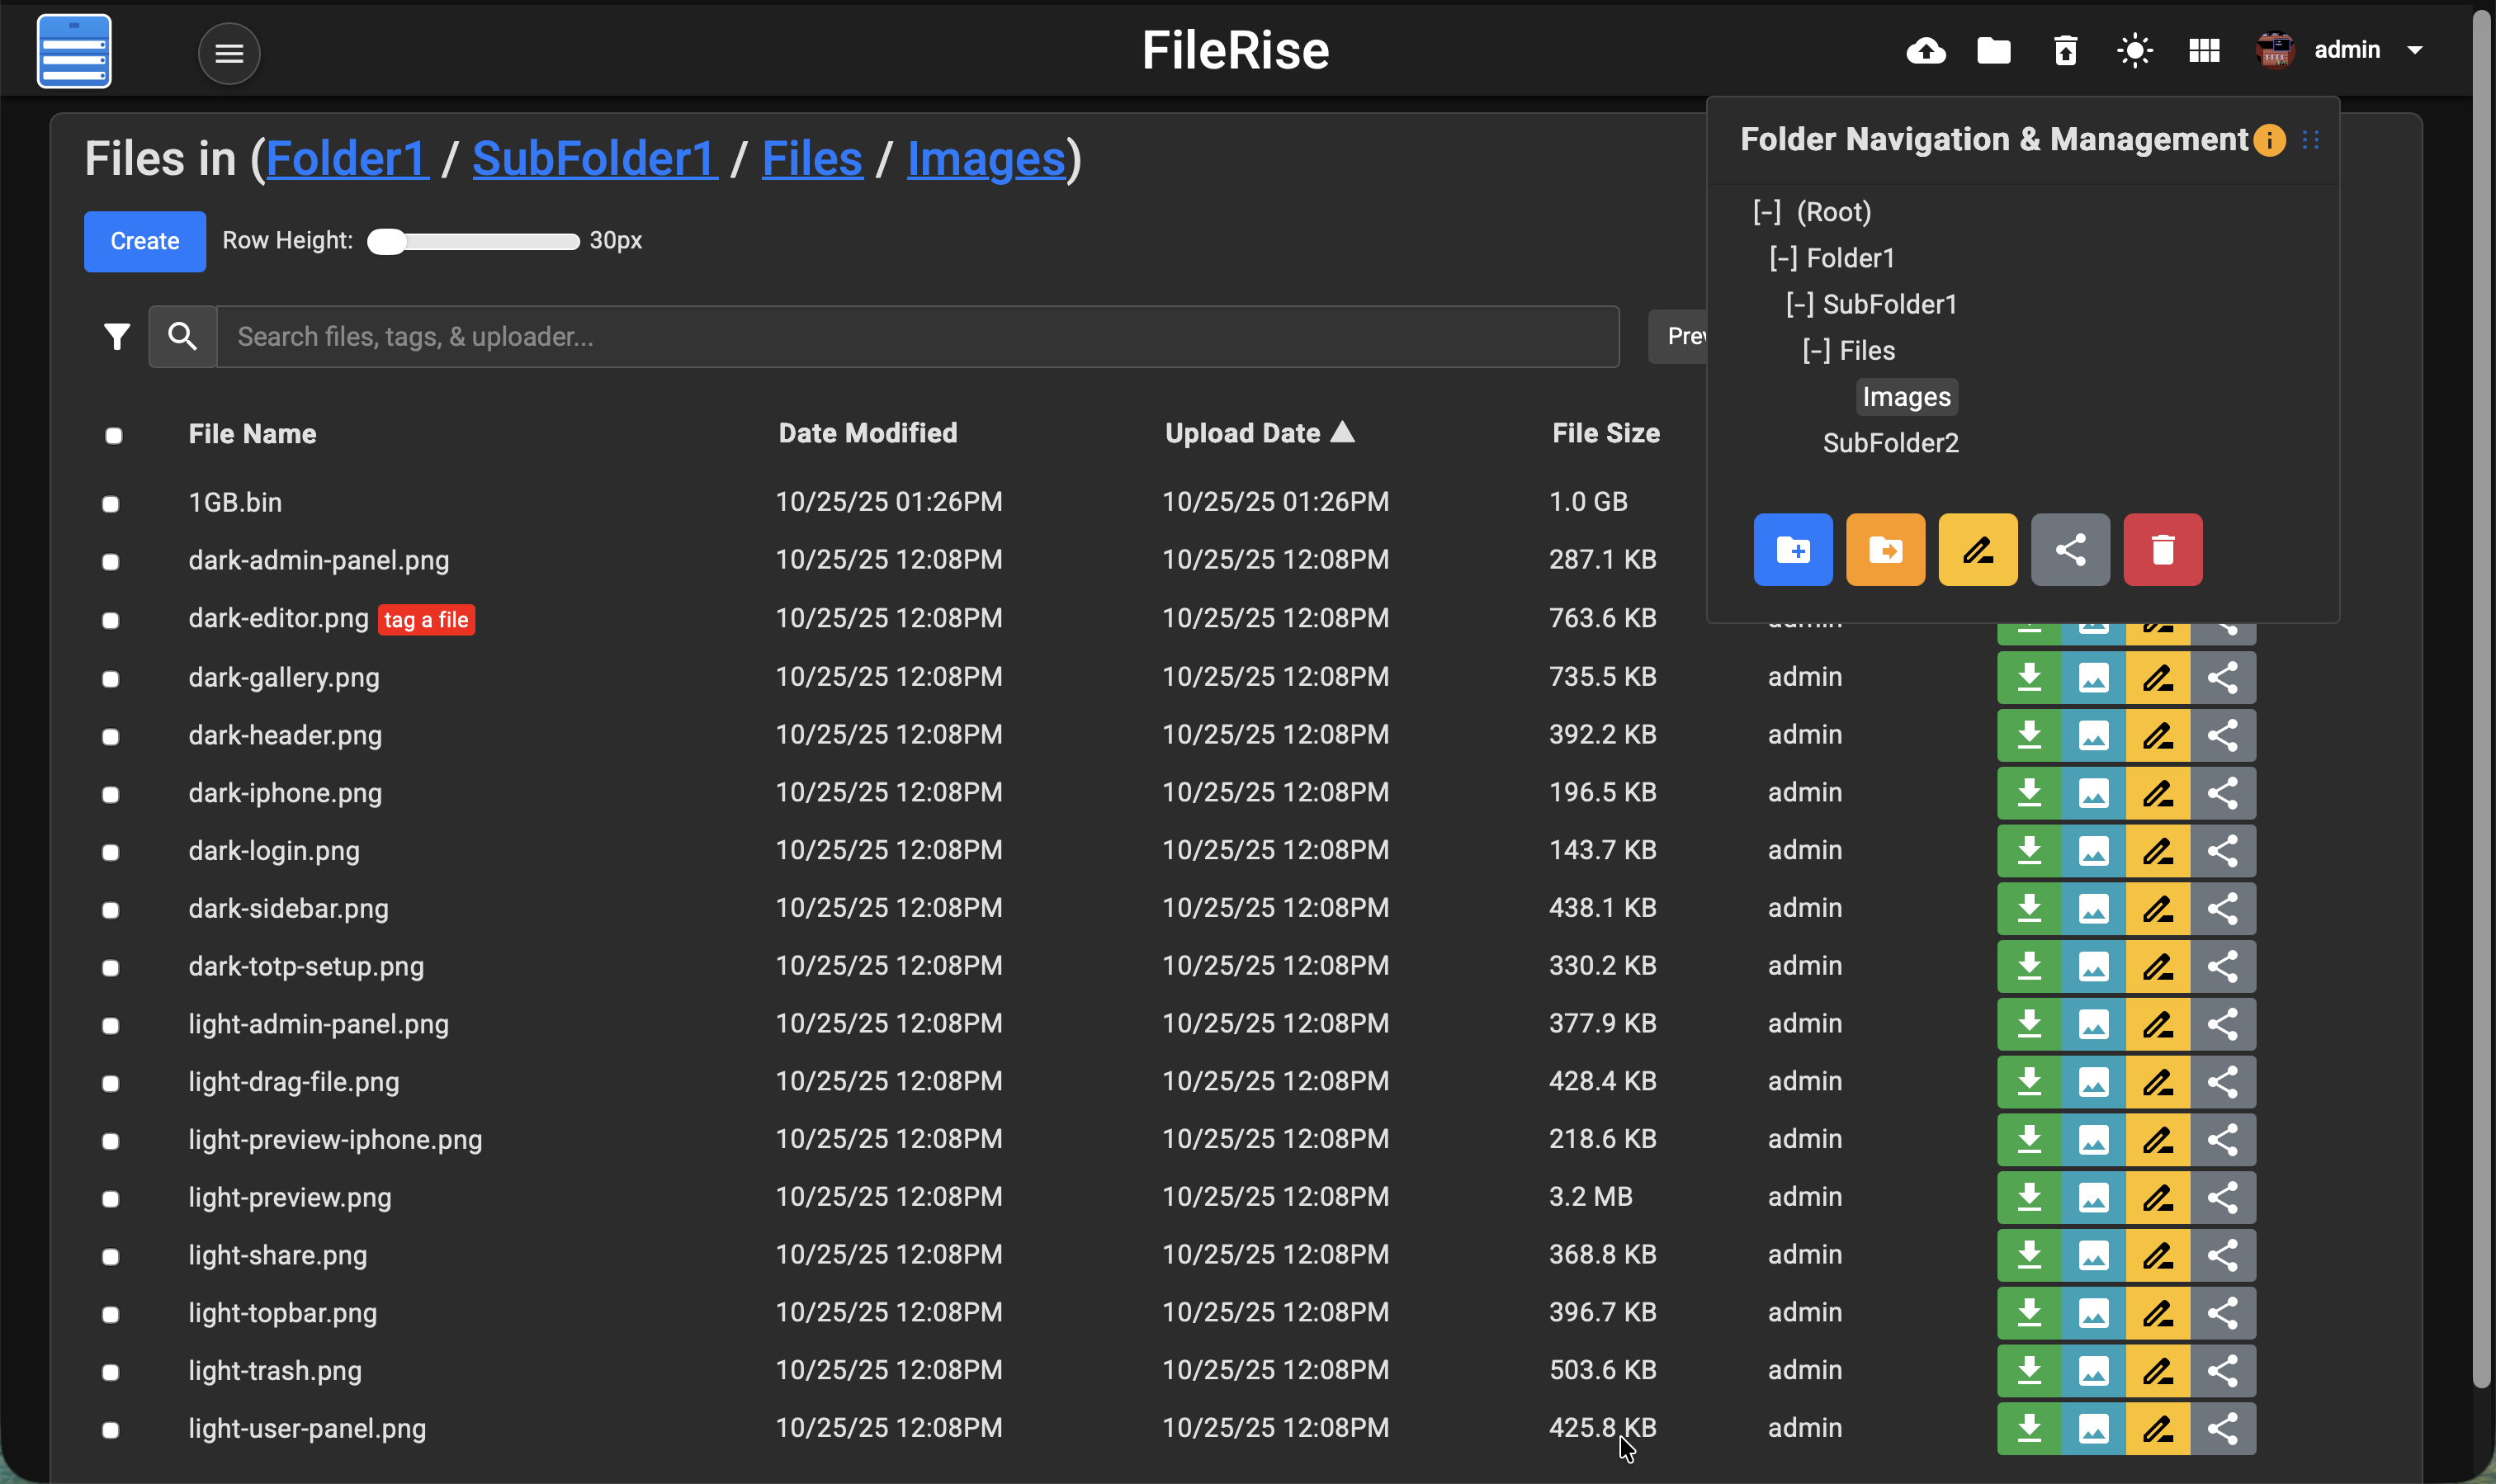 FileRise
admin
Files in (Folder1 / SubFolder1 / Files / Images)
Create Row Height: 30px
Search files, tags, & uploader...
Folder Navigation & Management
[-] (Root)
[-] Folder1
[-] SubFolder1
[-] Files
Images
SubFolder2
File Name Date Modified Upload Date ▲ File Size
1GB.bin 10/25/25 01:26PM 10/25/25 01:26PM 1.0 GB
dark-admin-panel.png 10/25/25 12:08PM 10/25/25 12:08PM 287.1 KB
dark-editor.png tag a file 10/25/25 12:08PM 10/25/25 12:08PM 763.6 KB
dark-gallery.png 10/25/25 12:08PM 10/25/25 12:08PM 735.5 KB admin
dark-header.png 10/25/25 12:08PM 10/25/25 12:08PM 392.2 KB admin
dark-iphone.png 10/25/25 12:08PM 10/25/25 12:08PM 196.5 KB admin
dark-login.png 10/25/25 12:08PM 10/25/25 12:08PM 143.7 KB admin
dark-sidebar.png 10/25/25 12:08PM 10/25/25 12:08PM 438.1 KB admin
dark-totp-setup.png 10/25/25 12:08PM 10/25/25 12:08PM 330.2 KB admin
light-admin-panel.png 10/25/25 12:08PM 10/25/25 12:08PM 377.9 KB admin
light-drag-file.png 10/25/25 12:08PM 10/25/25 12:08PM 428.4 KB admin
light-preview-iphone.png 10/25/25 12:08PM 10/25/25 12:08PM 218.6 KB admin
light-preview.png 10/25/25 12:08PM 10/25/25 12:08PM 3.2 MB admin
light-share.png 10/25/25 12:08PM 10/25/25 12:08PM 368.8 KB admin
light-topbar.png 10/25/25 12:08PM 10/25/25 12:08PM 396.7 KB admin
light-trash.png 10/25/25 12:08PM 10/25/25 12:08PM 503.6 KB admin
light-user-panel.png 10/25/25 12:08PM 10/25/25 12:08PM 425.8 KB admin